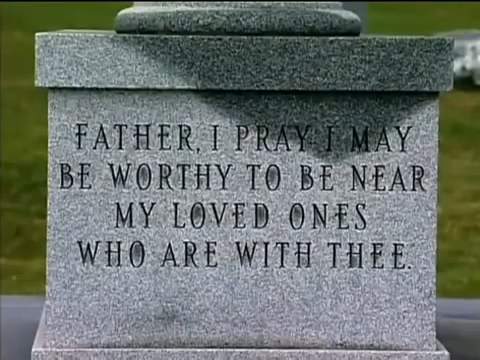 FATHER, I PRAY I MAY
BE WORTHY TO BE NEAR
MY LOVED ONES
WHO ARE WITH THEE.